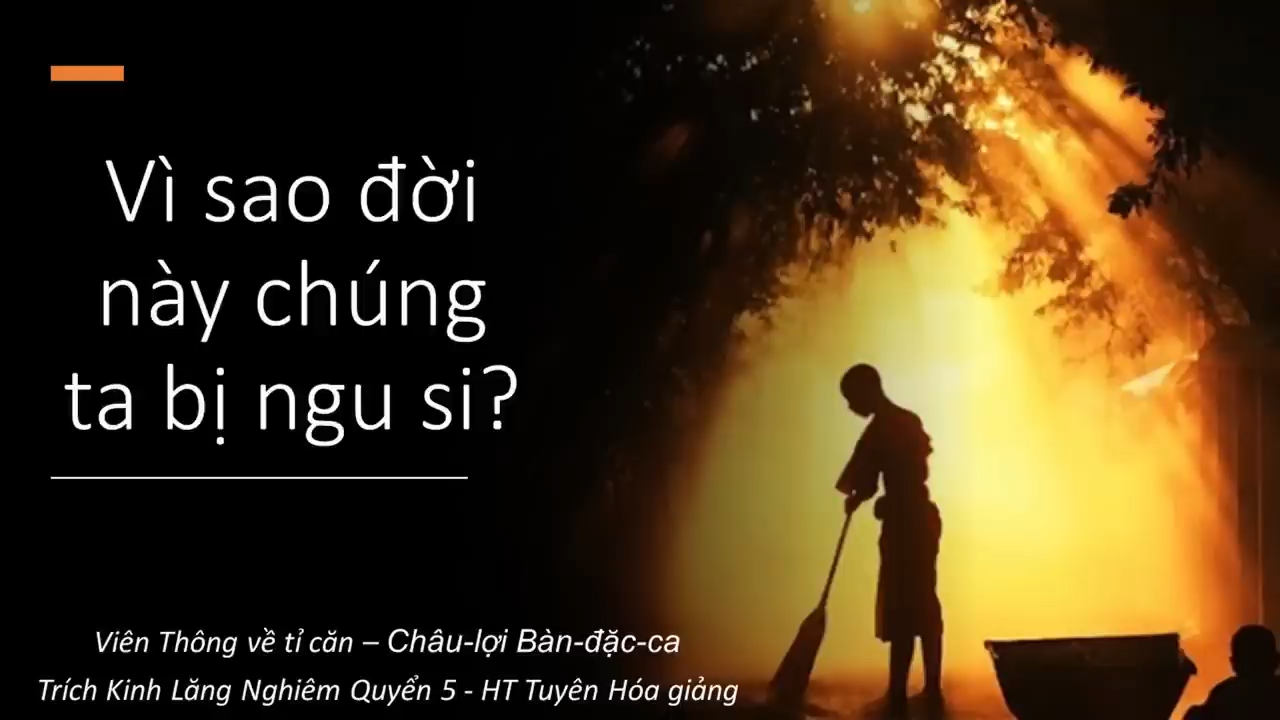 Vì sao đời
này chúng
ta bị ngu si?
Viên Thông về tỉ căn – Châu-lợi Bàn-đặc-ca
Trích Kinh Lăng Nghiêm Quyển 5 - HT Tuyên Hóa giảng